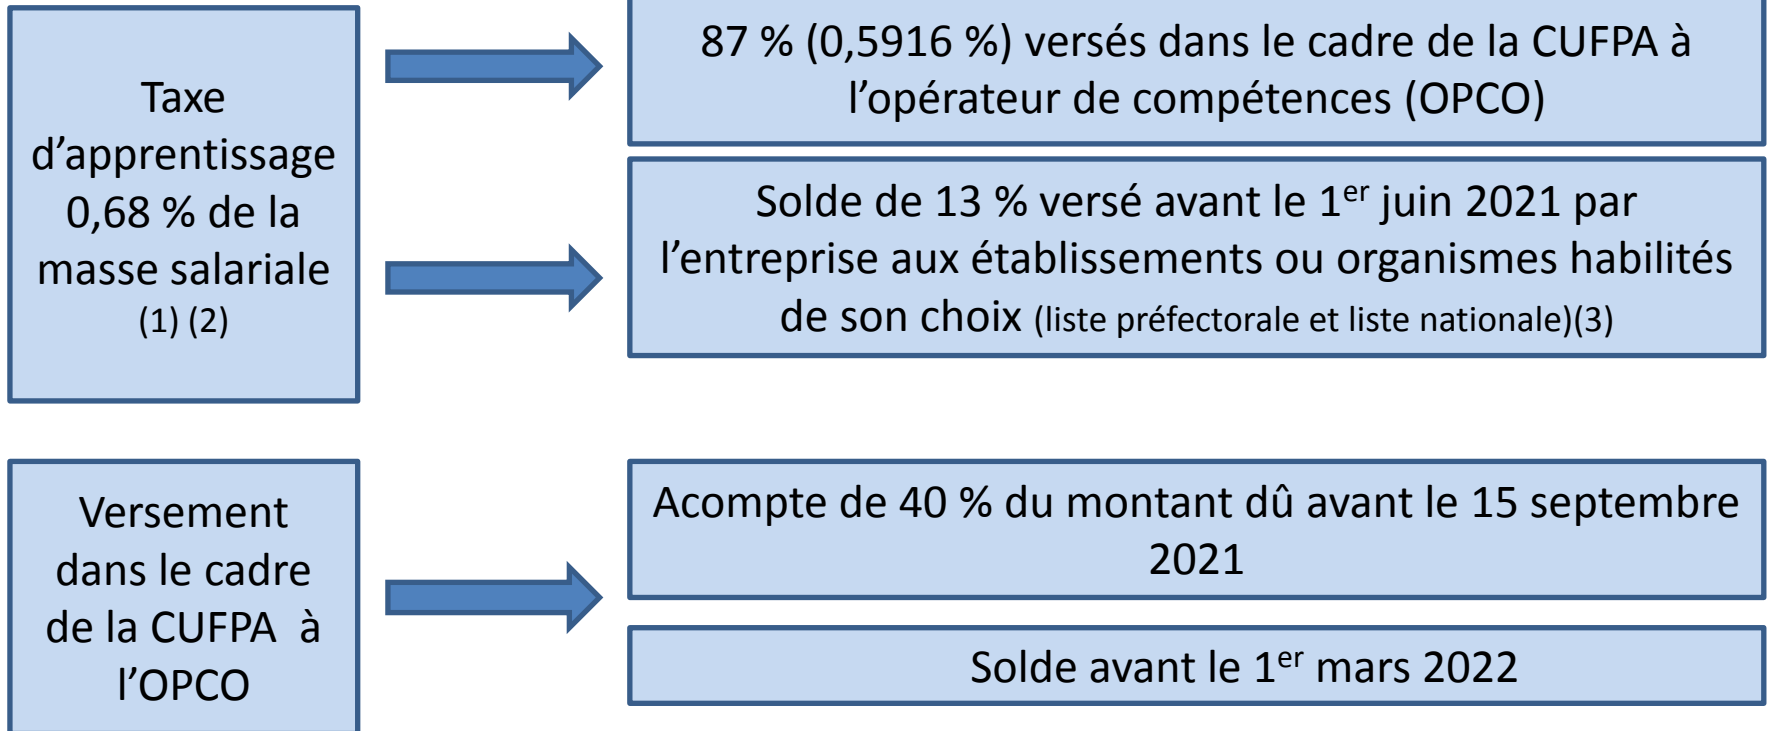 Taxe
d’apprentissage
0,68 % de la
masse salariale
(1) (2)
87 % (0,5916 %) versés dans le cadre de la CUFPA à
l’opérateur de compétences (OPCO)
Solde de 13 % versé avant le 1er juin 2021 par
l’entreprise aux établissements ou organismes habilités
de son choix (liste préfectorale et liste nationale)(3)
Versement
dans le cadre
de la CUFPA à
l’OPCO
Acompte de 40 % du montant dû avant le 15 septembre
2021
Solde avant le 1er mars 2022